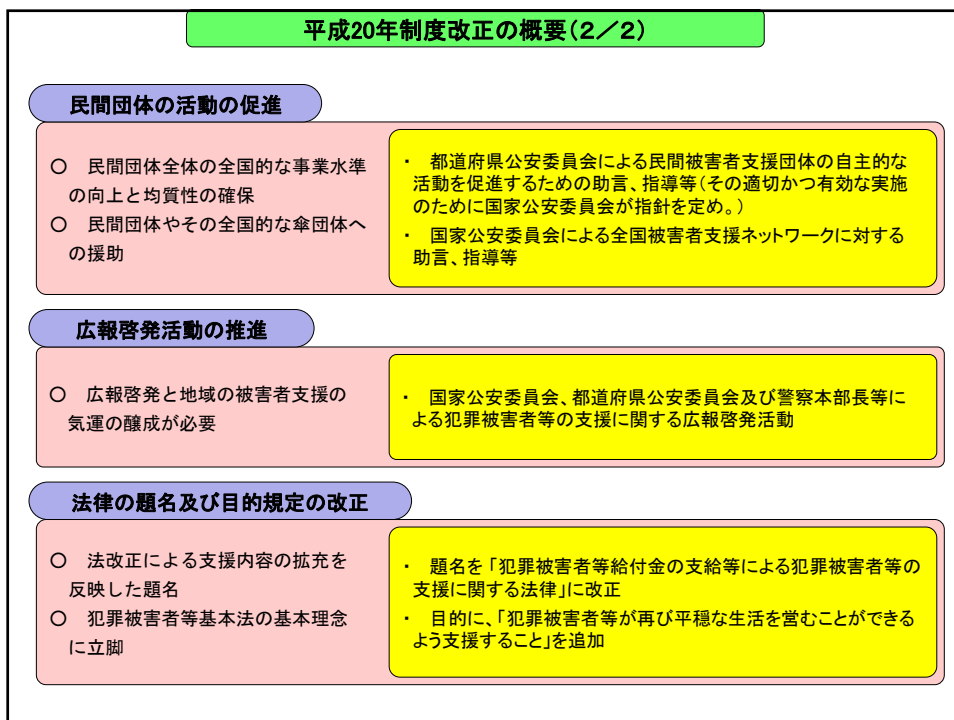 平成20年制度改正の概要(2/2)
民間団体の活動の促進
○ 民間団体全体の全国的な事業水準
の向上と均質性の確保
○ 民間団体やその全国的な傘団体へ
の援助
・ 都道府県公安委員会による民間被害者支援団体の自主的な
活動を促進するための助言、指導等(その適切かつ有効な実施
のために国家公安委員会が指針を定め。)
・ 国家公安委員会による全国被害者支援ネットワークに対する
助言、指導等
広報啓発活動の推進
○ 広報啓発と地域の被害者支援の
気運の醸成が必要
・ 国家公安委員会、都道府県公安委員会及び警察本部長等に
よる犯罪被害者等の支援に関する広報啓発活動
法律の題名及び目的規定の改正
○ 法改正による支援内容の拡充を
反映した題名
○ 犯罪被害者等基本法の基本理念
に立脚
・ 題名を「犯罪被害者等給付金の支給等による犯罪被害者等の
支援に関する法律」に改正
・ 目的に、「犯罪被害者等が再び平穏な生活を営むことができる
よう支援すること」を追加